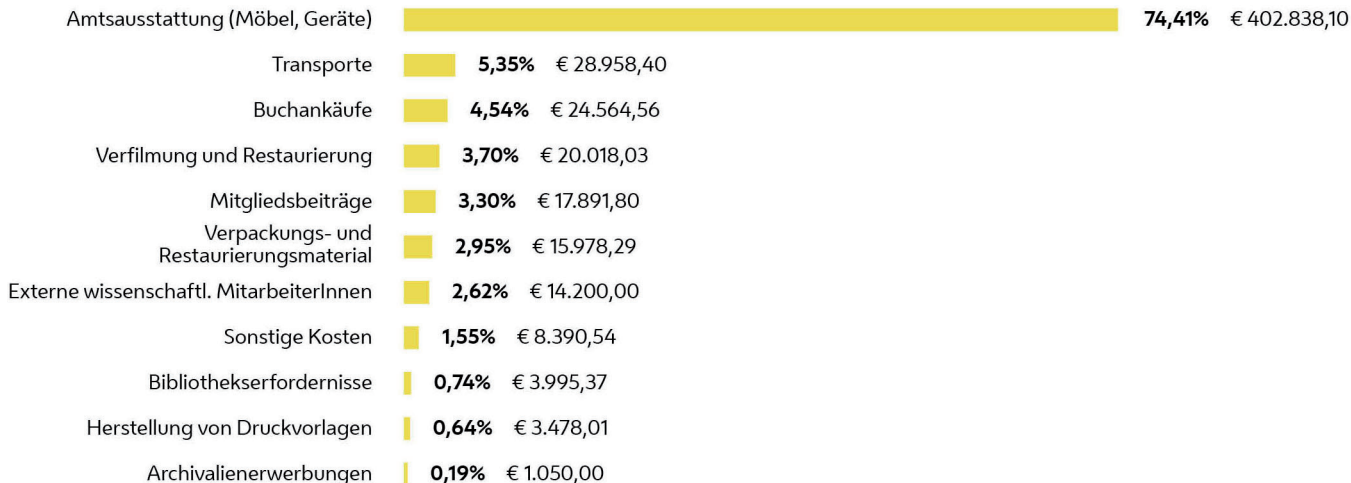 Amtsausstattung (Möbel, Geräte) 74,41% € 402.838,10
Transporte 5,35% € 28.958,40
Buchankäufe 4,54% € 24.564,56
Verfilmung und Restaurierung 3,70% € 20.018,03
Mitgliedsbeiträge 3,30% € 17.891,80
Verpackungs- und
Restaurierungsmaterial 2,95% € 15.978,29
Externe wissenschaftl. MitarbeiterInnen 2,62% € 14.200,00
Sonstige Kosten 1,55% € 8.390,54
Bibliothekserfordernisse 0,74% € 3.995,37
Herstellung von Druckvorlagen 0,64% € 3.478,01
Archivalienerwerbungen 0,19% € 1.050,00